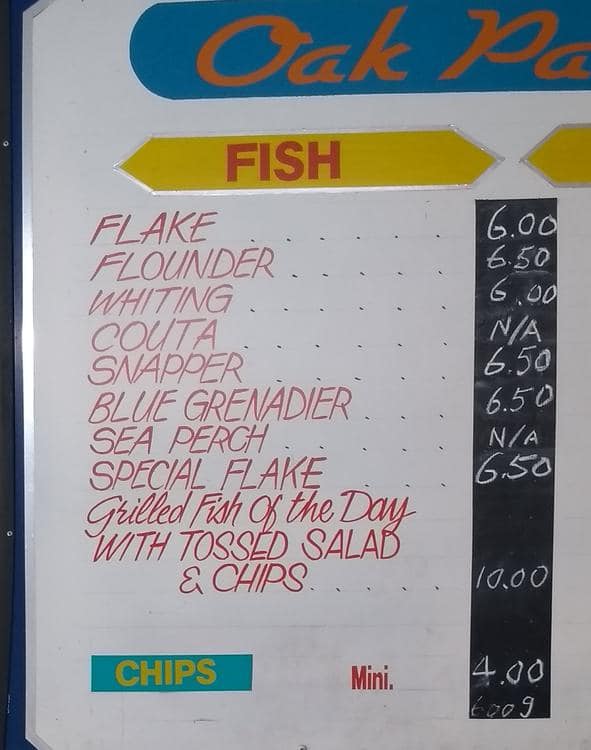 Oak Pa
FISH
FLAKE . . . . . . 6.00
FLOUNDER . . . . . 6.50
WHITING . . . . . . 6.00
COUTA . . . . . . N/A
SNAPPER . . . . . 6.50
BLUE GRENADIER . . . 6.50
SEA PERCH . . . . . N/A
SPECIAL FLAKE . . . 6.50
Grilled Fish Of the Day
WITH TOSSED SALAD
& CHIPS . . . . 10.00
CHIPS Mini. 4.00
600g